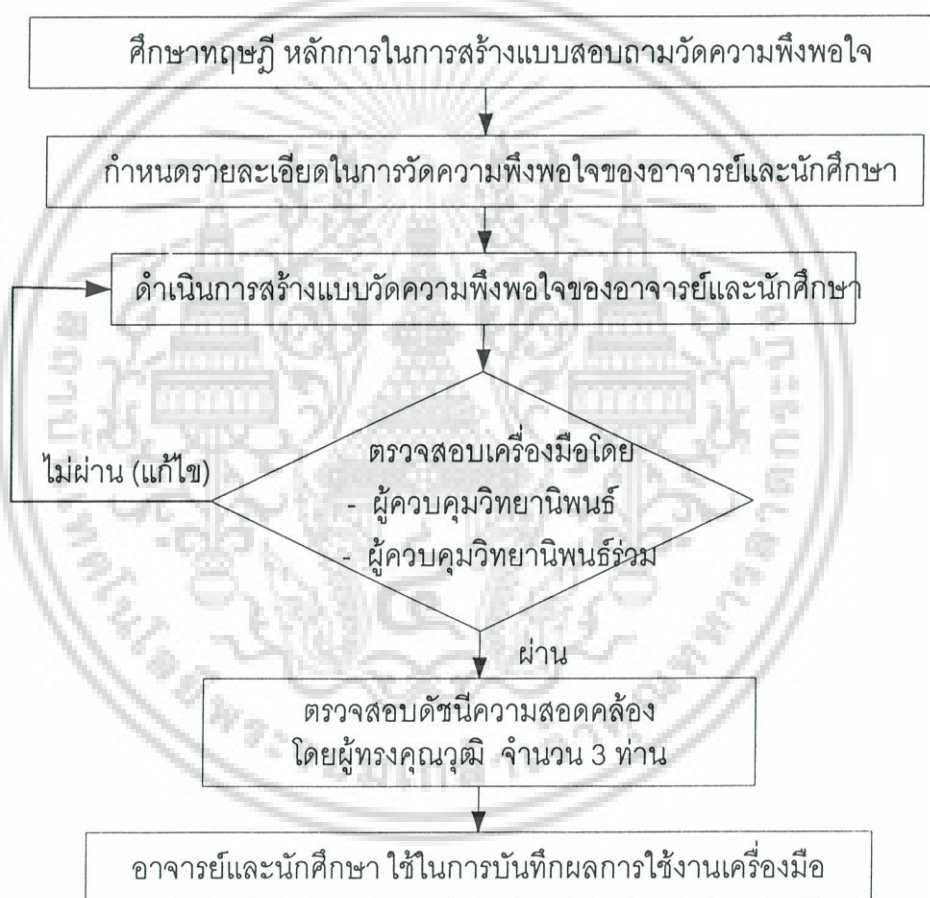 ศึกษาทฤษฎี หลักการในการสร้างแบบสอบถามวัดความพึงพอใจ
กำหนดรายละเอียดในการวัดความพึงพอใจของอาจารย์และนักศึกษา
ดำเนินการสร้างแบบวัดความพึงพอใจของอาจารย์และนักศึกษา
ไม่ผ่าน (แก้ไข)
ตรวจสอบเครื่องมือโดย
- ผู้ควบคุมวิทยานิพนธ์
- ผู้ควบคุมวิทยานิพนธ์ร่วม
ผ่าน
ตรวจสอบดัชนีความสอดคล้อง
โดยผู้ทรงคุณวุฒิ จำนวน 3 ท่าน
อาจารย์และนักศึกษา ใช้ในการบันทึกผลการใช้งานเครื่องมือ